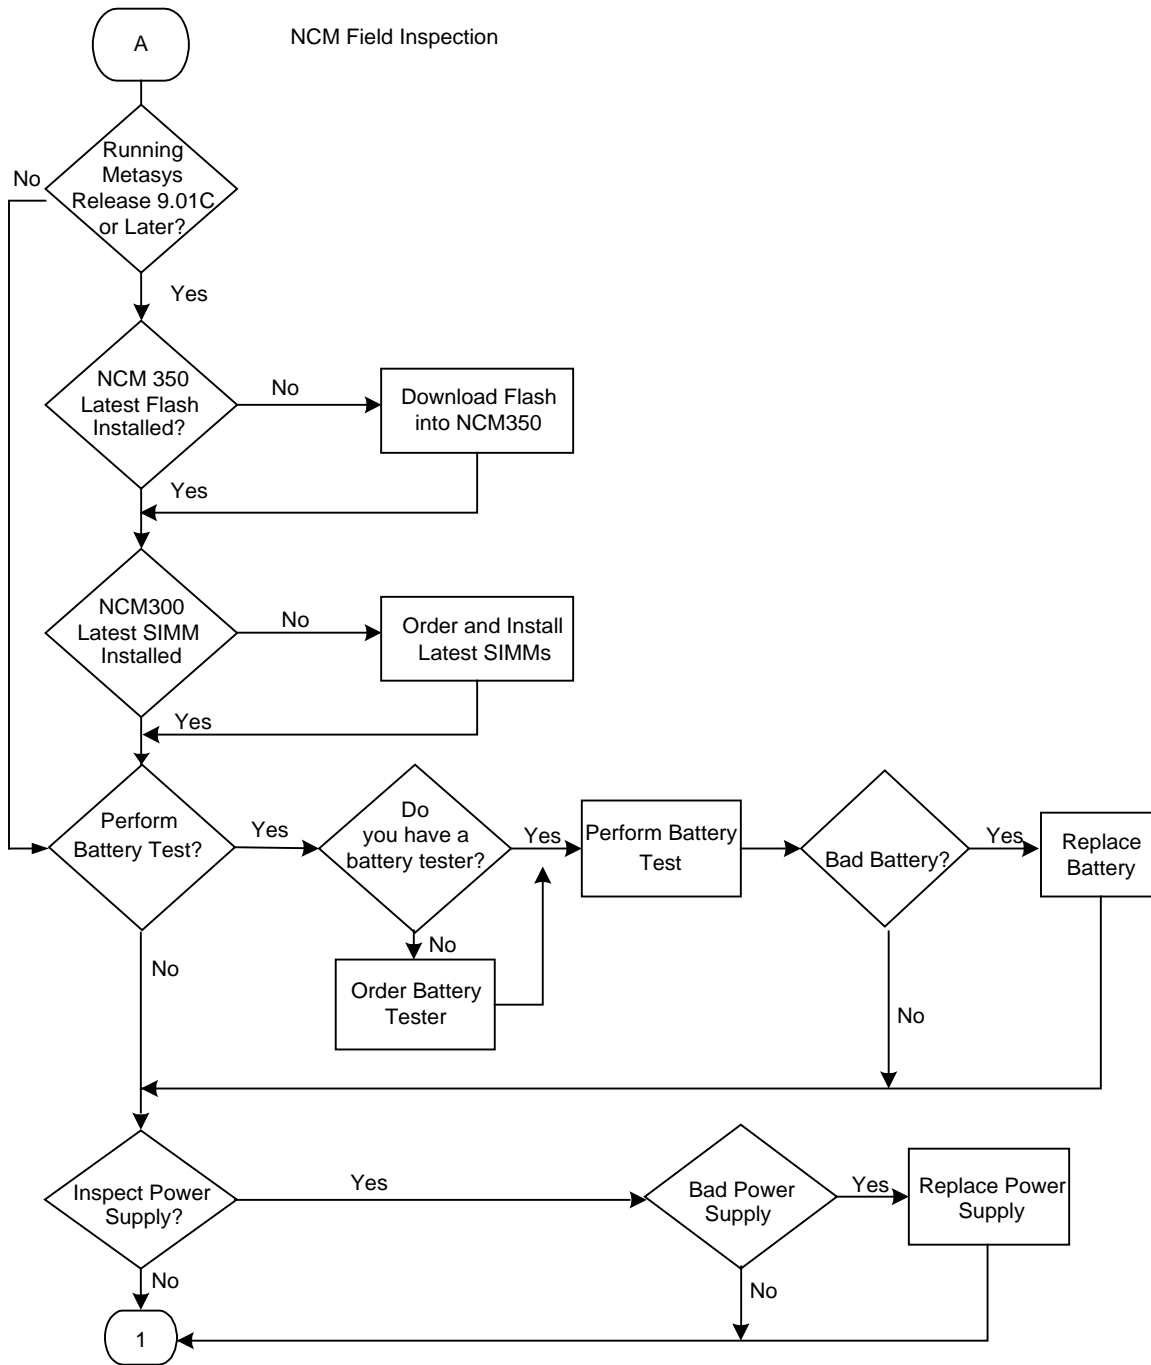 A
NCM Field Inspection
Running
Metasys
Release 9.01C
or Later?
No
Yes
NCM 350
Latest Flash
Installed?
No
Download Flash
into NCM350
Yes
NCM300
Latest SIMM
Installed
No
Order and Install
Latest SIMMs
Yes
Perform
Battery Test?
Yes
Do
you have a
battery tester?
Yes
Perform Battery
Test
Bad Battery?
Yes
Replace
Battery
No
No
Order Battery
Tester
No
Inspect Power
Supply?
Yes
Bad Power
Supply
Yes
Replace Power
Supply
No
No
1